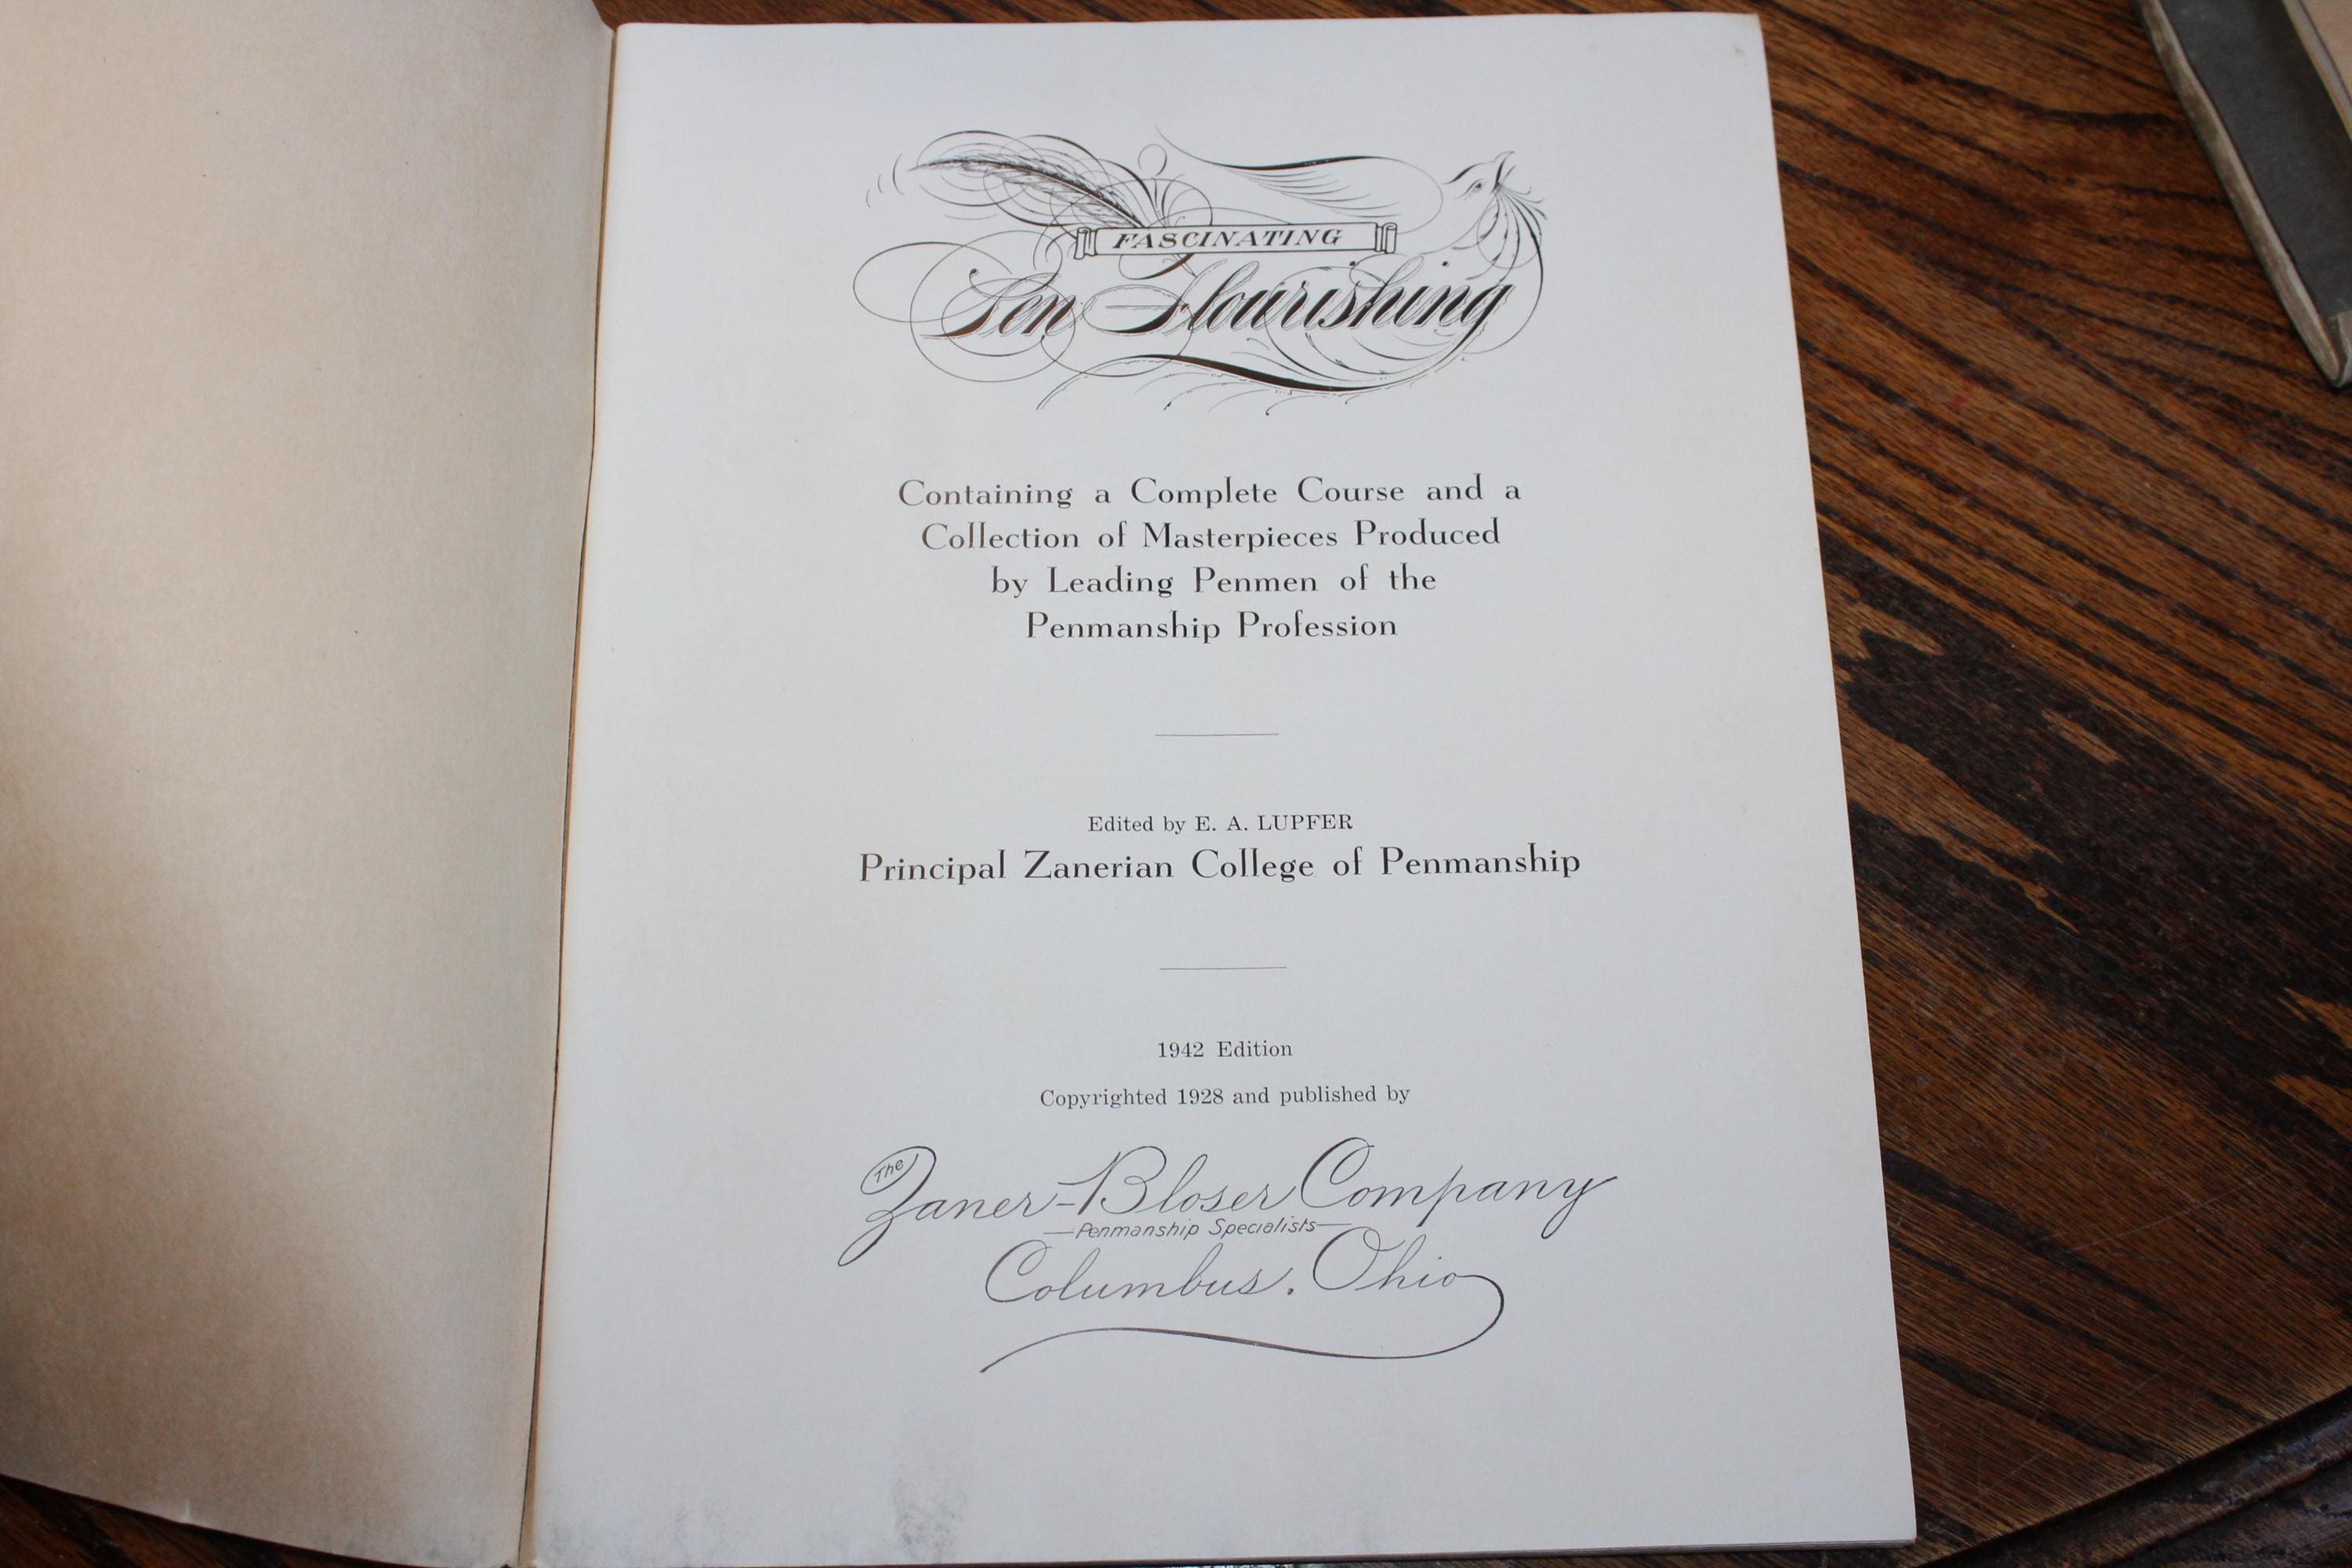 FASCINATING
Pen Flourishing
Containing a Complete Course and a
Collection of Masterpieces Produced
by Leading Penmen of the
Penmanship Profession
Edited by E. A. LUPFER
Principal Zanerian College of Penmanship
1942 Edition
Copyrighted 1928 and published by
The
Zaner-Bloser Company
—Penmanship Specialists—
Columbus, Ohio